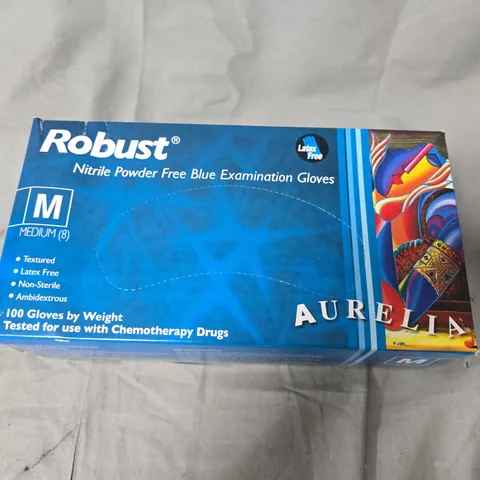 Robust®
Latex Free
Nitrile Powder Free Blue Examination Gloves
M
MEDIUM (8)
• Textured
• Latex Free
• Non-Sterile
• Ambidextrous
100 Gloves by Weight
Tested for use with Chemotherapy Drugs
AURELIA
M